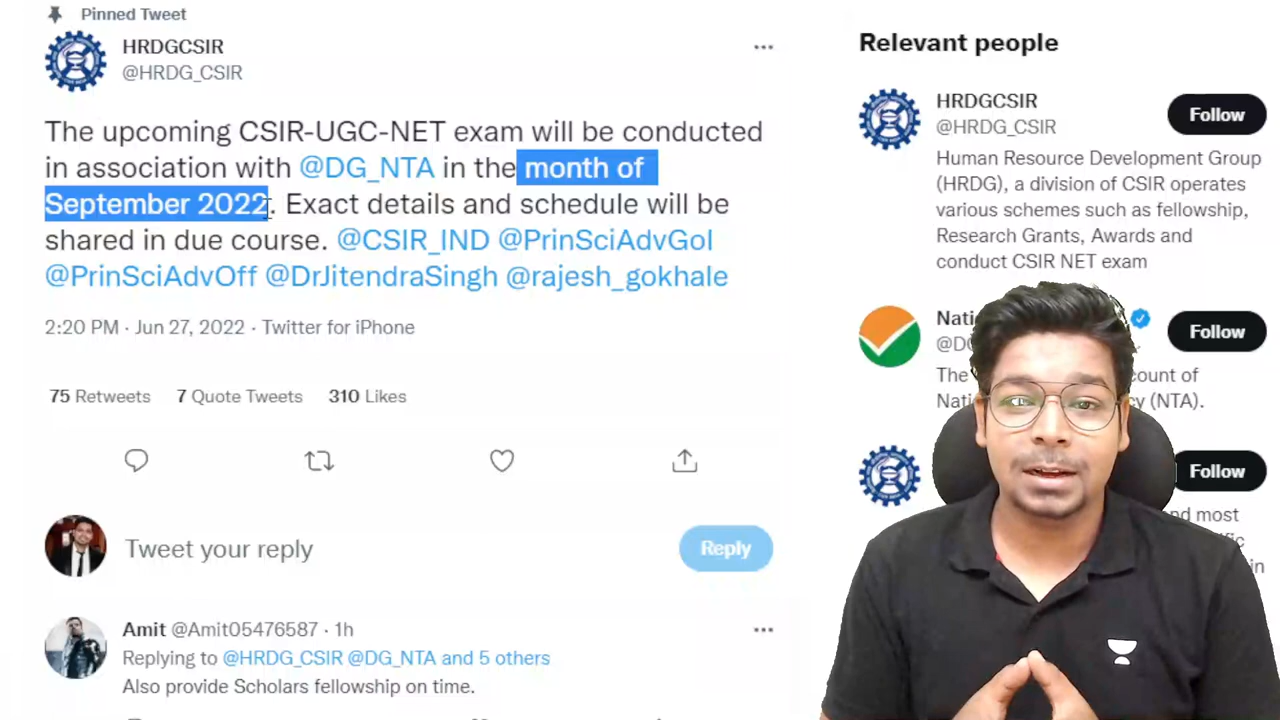 Pinned Tweet
HRDGCSIR
@HRDG_CSIR
The upcoming CSIR-UGC-NET exam will be conducted
in association with @DG_NTA in the month of
September 2022. Exact details and schedule will be
shared in due course. @CSIR_IND @PrinSciAdvGoI
@PrinSciAdvOff @DrJitendraSingh @rajesh_gokhale
2:20 PM · Jun 27, 2022 · Twitter for iPhone
75 Retweets 7 Quote Tweets 310 Likes
Tweet your reply
Reply
Amit @Amit05476587 · 1h
Replying to @HRDG_CSIR @DG_NTA and 5 others
Also provide Scholars fellowship on time.
Relevant people
HRDGCSIR
@HRDG_CSIR
Follow
Human Resource Development Group
(HRDG), a division of CSIR operates
various schemes such as fellowship,
Research Grants, Awards and
conduct CSIR NET exam
Follow
The count of
(NTA).
Follow
most
in